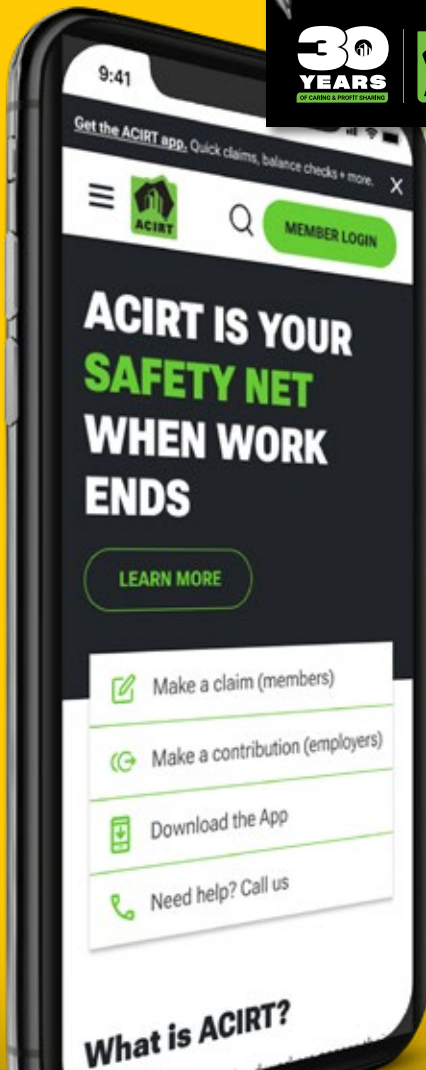 30
YEARS
OF CARING & PROFIT SHARING
9:41
Get the ACIRT app. Quick claims, balance checks + more. X
ACIRT
MEMBER LOGIN
ACIRT IS YOUR
SAFETY NET
WHEN WORK
ENDS
LEARN MORE
Make a claim (members)
Make a contribution (employers)
Download the App
Need help? Call us
What is ACIRT?